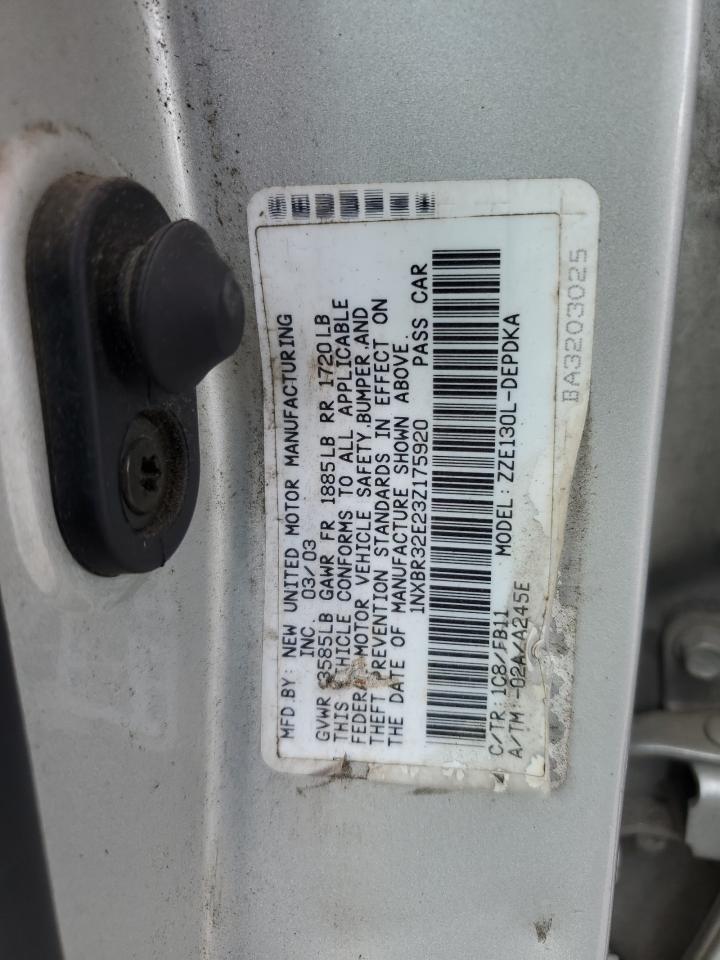 MFD.BY: NEW UNITED MOTOR MANUFACTURING
INC. 03/03
GVWR 3585LB GAWR FR 1885LB RR 1720LB
THIS VEHICLE CONFORMS TO ALL APPLICABLE
FEDERAL MOTOR VEHICLE SAFETY,BUMPER,AND
THEFT PREVENTION STANDARDS IN EFFECT ON
THE DATE OF MANUFACTURE SHOWN ABOVE.
1NXBR32E23Z175920 PASS CAR
C/TR: 1C8/FB11 MODEL: ZZE130L-DEPDKA
A/TM: -02A/A245E
BA3203025